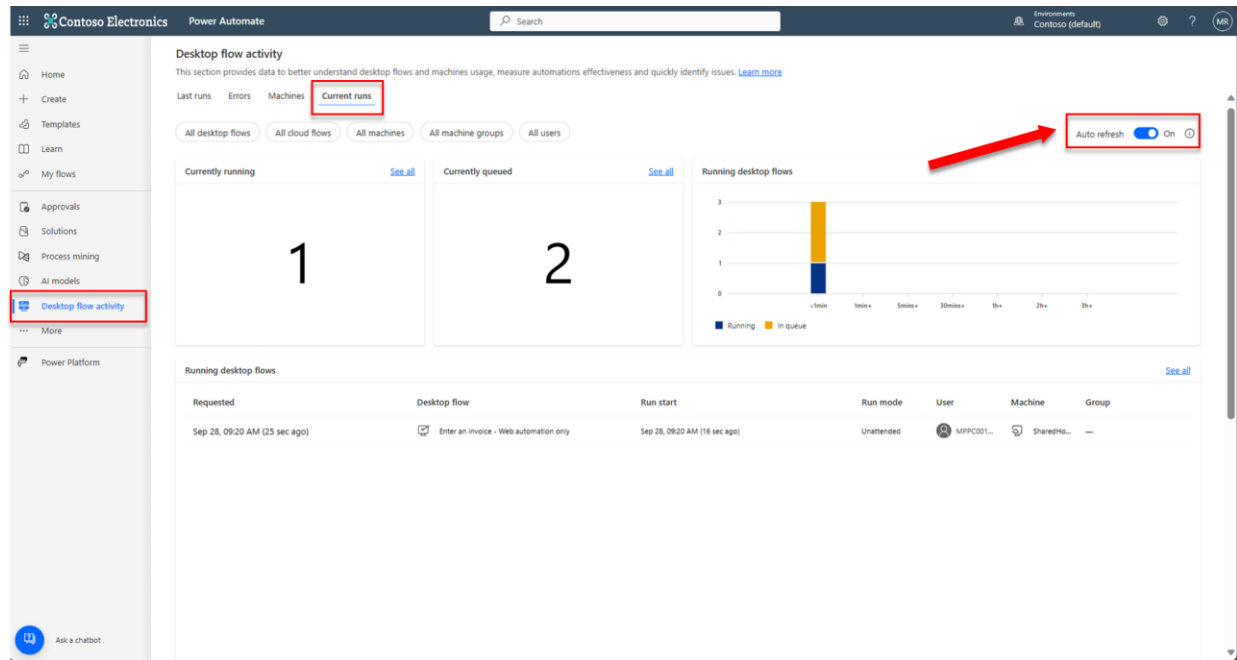 Contoso Electronics Power Automate
Search
Environments
Contoso (default)
?
MR
Home
Create
Templates
Learn
My flows
Approvals
Solutions
Process mining
AI models
Desktop flow activity
More
Power Platform
Ask a chatbot
Desktop flow activity
This section provides data to better understand desktop flows and machines usage, measure automations effectiveness and quickly identify issues. Learn more
Last runs Errors Machines Current runs
All desktop flows All cloud flows All machines All machine groups All users
Auto refresh On
Currently running See all
1
Currently queued See all
2
Running desktop flows
3
2
1
0
<1min 1min+ 5mins+ 30mins+ 1h+ 2h+ 3h+
Running In queue
Running desktop flows See all
Requested Desktop flow Run start Run mode User Machine Group
Sep 28, 09:20 AM (25 sec ago) Enter an invoice - Web automation only Sep 28, 09:20 AM (16 sec ago) Unattended MPPC001... SharedHo... —